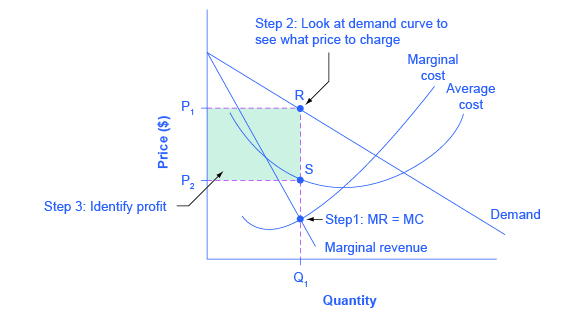 Step 2: Look at demand curve to
see what price to charge
Marginal
cost
Average
cost
R
P1
Price ($)
S
P2
Step 3: Identify profit
Step1: MR = MC
Demand
Marginal revenue
Q1
Quantity